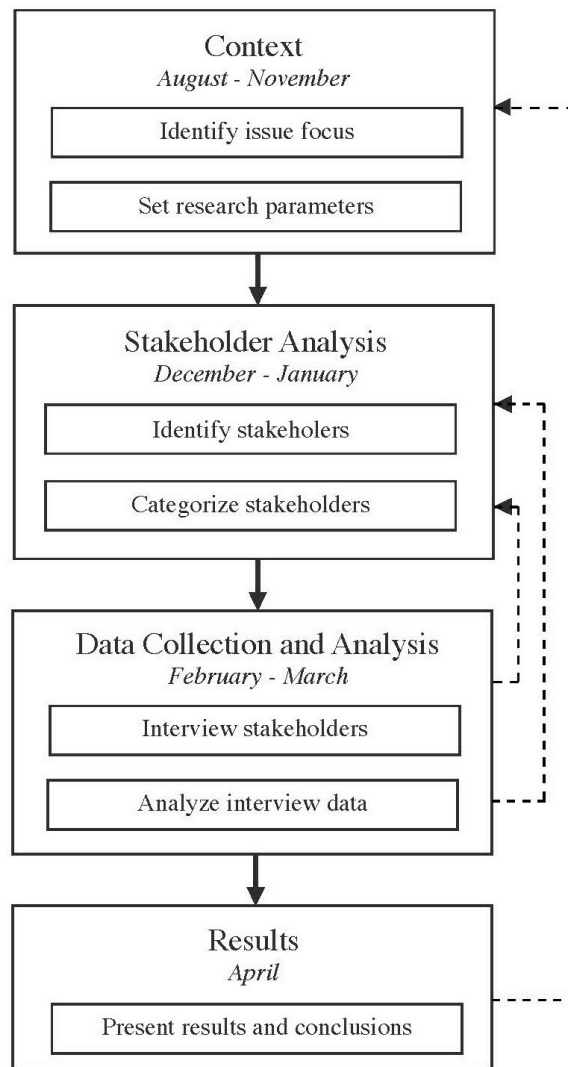 Context
August - November
Identify issue focus
Set research parameters
Stakeholder Analysis
December - January
Identify stakeholers
Categorize stakeholders
Data Collection and Analysis
February - March
Interview stakeholders
Analyze interview data
Results
April
Present results and conclusions